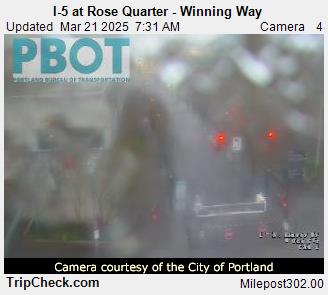 I-5 at Rose Quarter - Winning Way
Updated Mar 21 2025 7:31 AM Camera 4
PBOT
PORTLAND BUREAU OF TRANSPORTATION
Camera courtesy of the City of Portland
TripCheck.com Milepost302.00